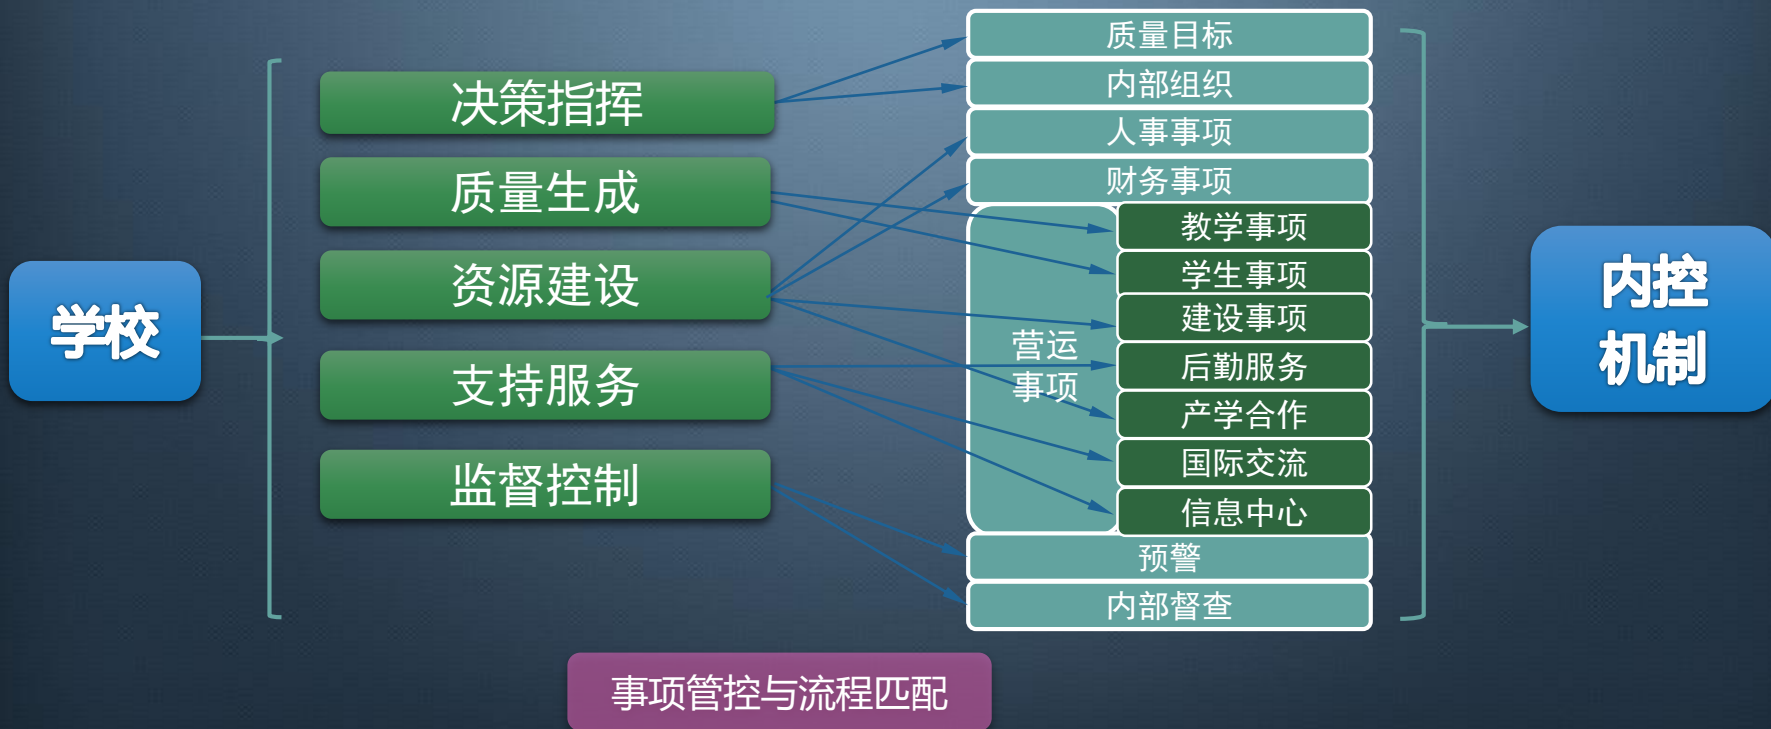 学校
决策指挥
质量生成
资源建设
支持服务
监督控制
质量目标
内部组织
人事事项
财务事项
营运
事项
教学事项
学生事项
建设事项
后勤服务
产学合作
国际交流
信息中心
预警
内部督查
内控
机制
事项管控与流程匹配